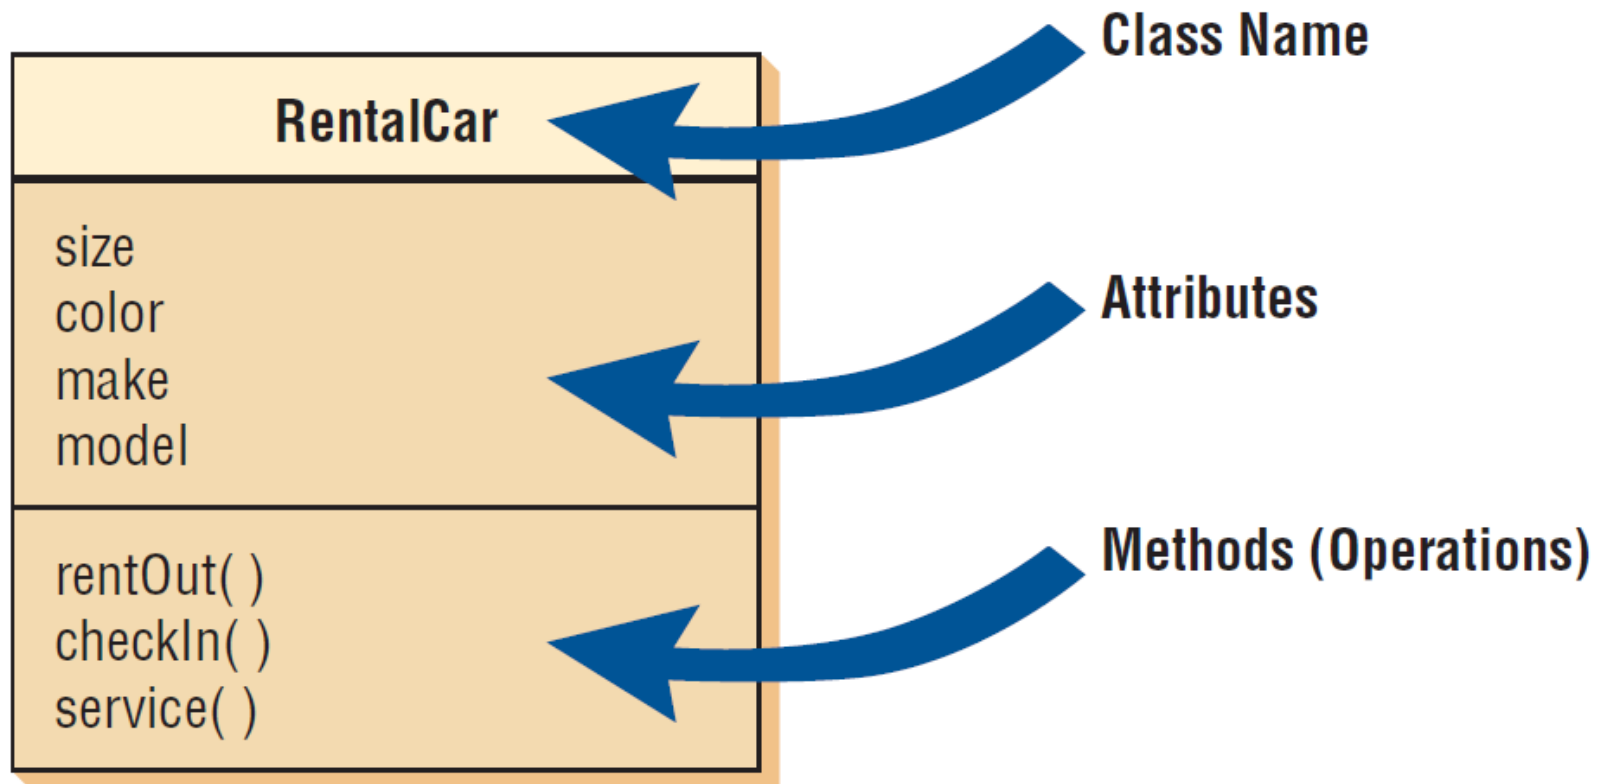 Class Name
RentalCar
size
color
make
model
Attributes
rentOut( )
checkIn( )
service( )
Methods (Operations)